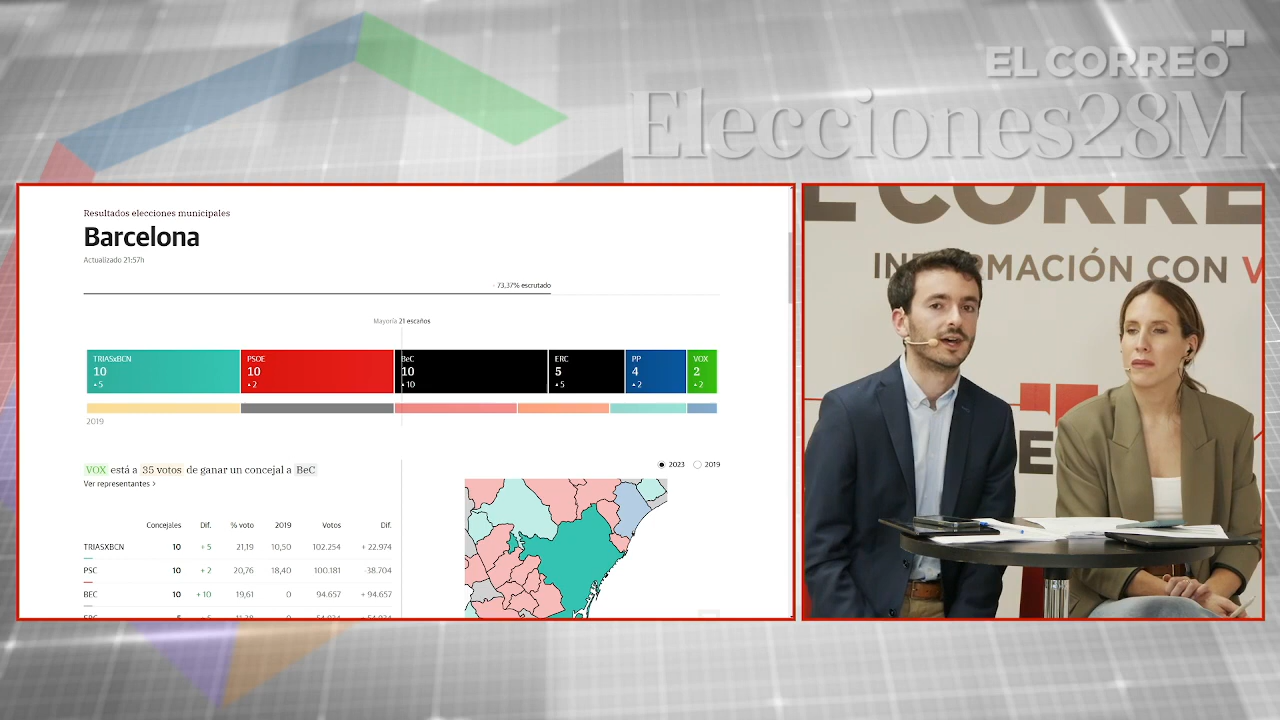 EL CORREO
Elecciones28M
Resultados elecciones municipales
Barcelona
Actualizado 21:57h
73,37% escrutado
Mayoría 21 escaños
TRIASxBCN
10
▲5
PSOE
10
▲2
BeC
10
▲10
ERC
5
▲5
PP
4
▲2
VOX
2
▲2
2019
VOX está a 35 votos de ganar un concejal a BeC
Ver representantes >
2023 2019
Concejales Dif. % voto 2019 Votos Dif.
TRIASXBCN 10 + 5 21,19 10,50 102.254 + 22.974
PSC 10 + 2 20,76 18,40 100.181 -38.704
BEC 10 + 10 19,61 0 94.657 + 94.657
L CORRE
INFORMACIÓN CON V
E